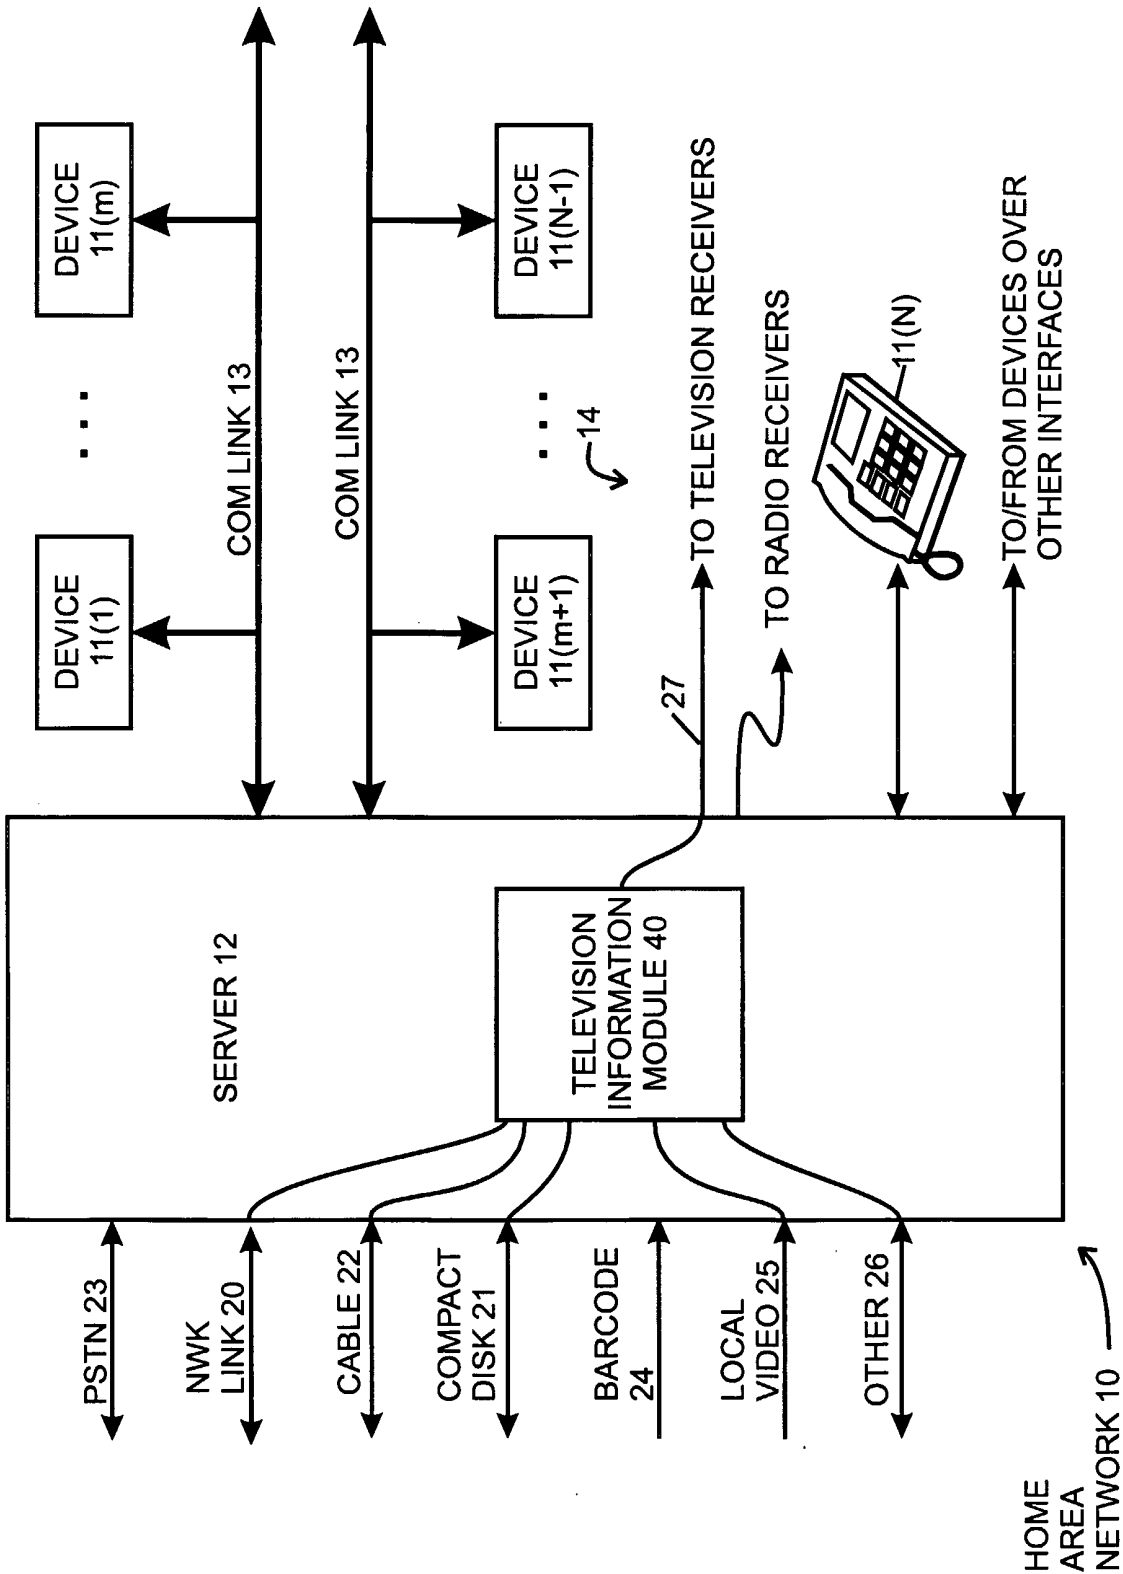 DEVICE
11(1)
DEVICE
11(m)
COM LINK 13
COM LINK 13
DEVICE
11(m+1)
DEVICE
11(N-1)
14
SERVER 12
TELEVISION
INFORMATION
MODULE 40
PSTN 23
NWK
LINK 20
CABLE 22
COMPACT
DISK 21
BARCODE
24
LOCAL
VIDEO 25
OTHER 26
27
TO TELEVISION RECEIVERS
TO RADIO RECEIVERS
11(N)
TO/FROM DEVICES OVER
OTHER INTERFACES
HOME
AREA
NETWORK 10